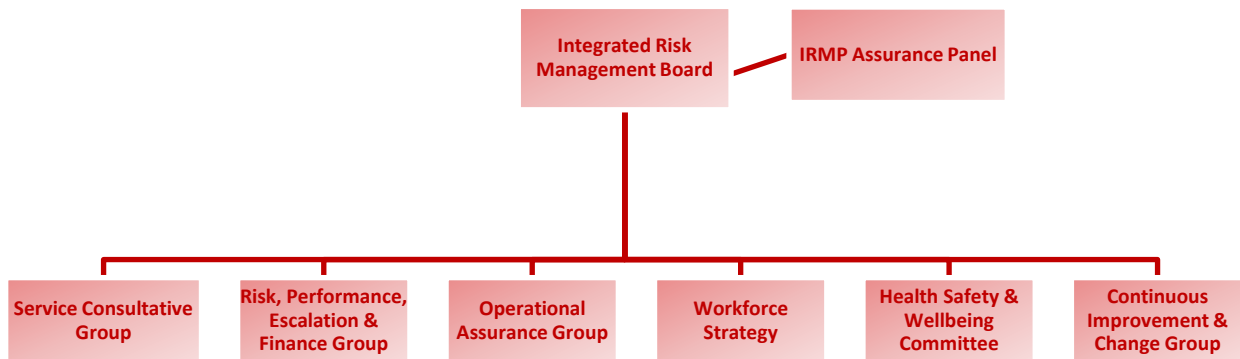 Integrated Risk
Management Board
IRMP Assurance Panel
Service Consultative
Group
Risk, Performance,
Escalation &
Finance Group
Operational
Assurance Group
Workforce
Strategy
Health Safety &
Wellbeing
Committee
Continuous
Improvement &
Change Group